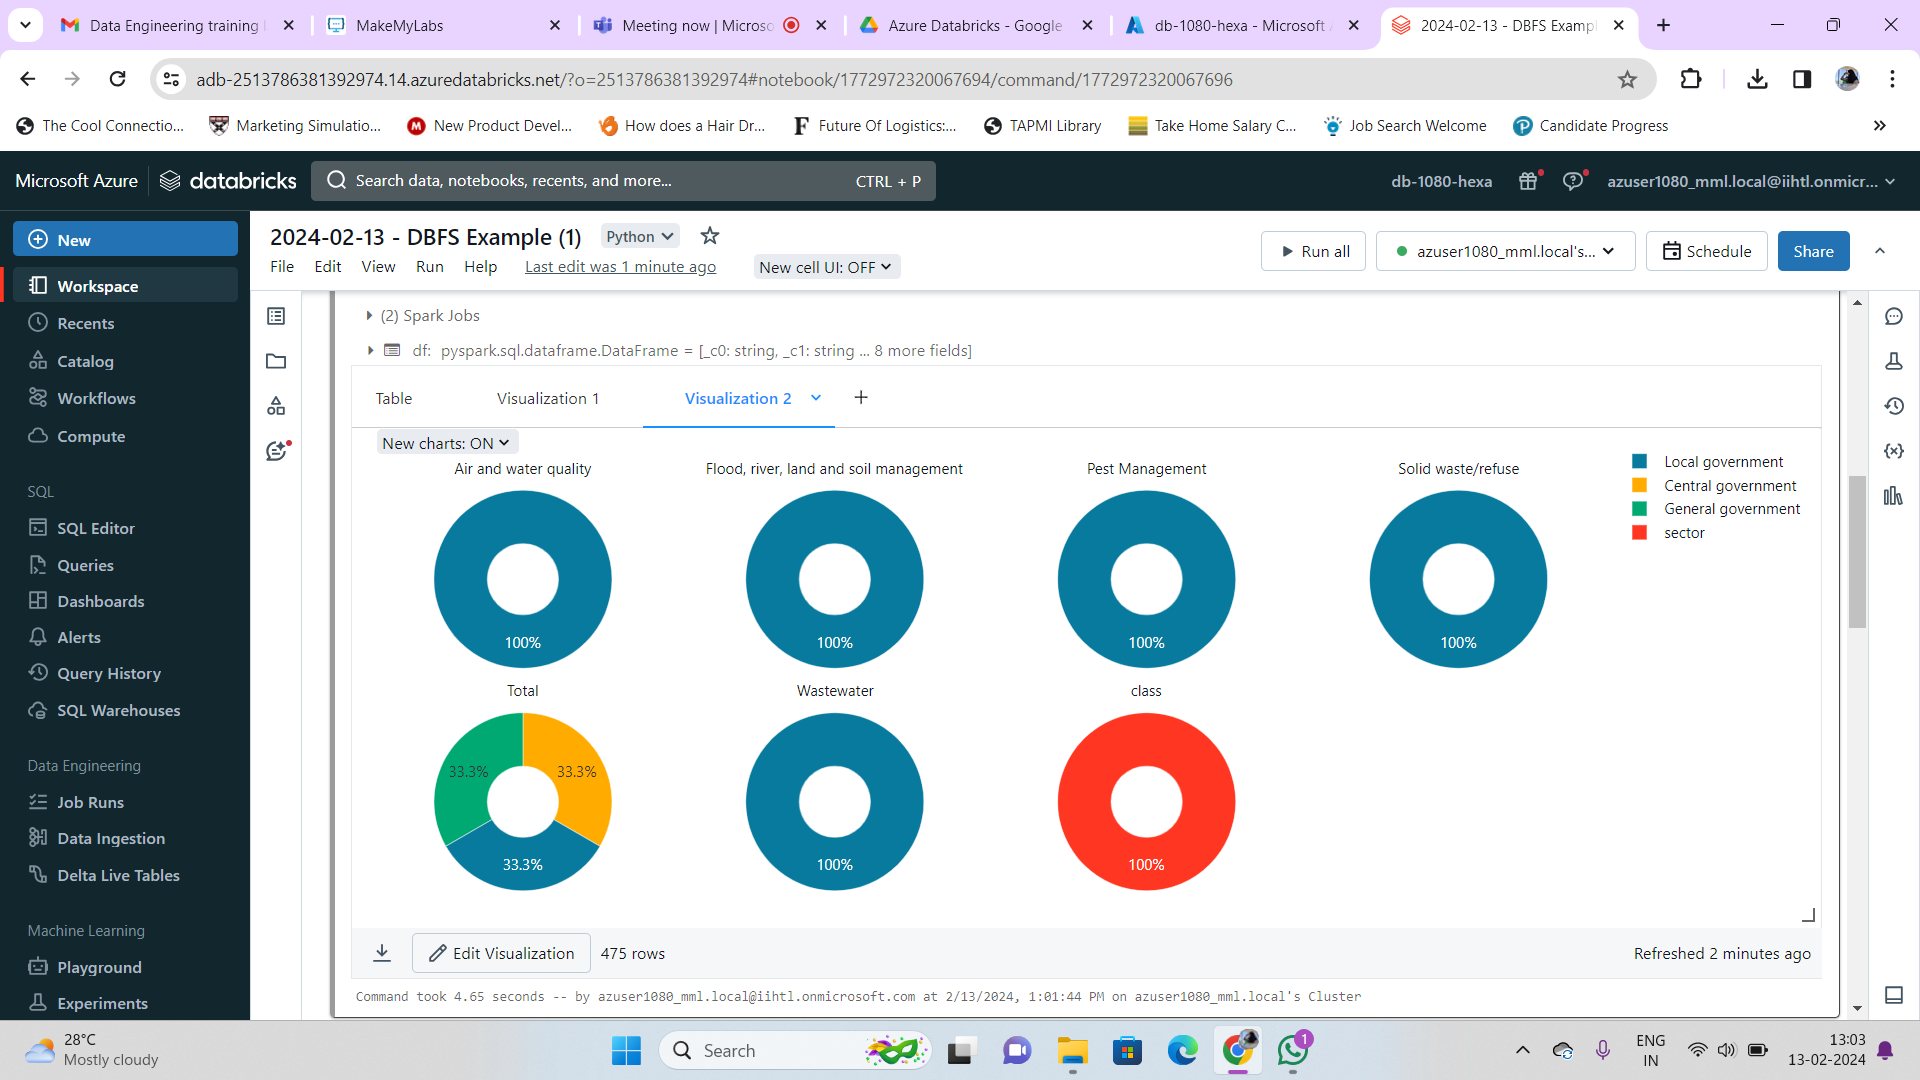 Data Engineering training
MakeMyLabs
Meeting now | Microso
Azure Databricks - Google
db-1080-hexa - Microsoft
2024-02-13 - DBFS Exampl
adb-2513786381392974.14.azuredatabricks.net/?o=2513786381392974#notebook/1772972320067694/command/1772972320067696
The Cool Connectio...
Marketing Simulatio...
New Product Devel...
How does a Hair Dr...
Future Of Logistics:...
TAPMI Library
Take Home Salary C...
Job Search Welcome
Candidate Progress
Microsoft Azure
databricks
Search data, notebooks, recents, and more...
CTRL + P
db-1080-hexa
azuser1080_mml.local@iihtl.onmicr...
New
Workspace
Recents
Catalog
Workflows
Compute
SQL
SQL Editor
Queries
Dashboards
Alerts
Query History
SQL Warehouses
Data Engineering
Job Runs
Data Ingestion
Delta Live Tables
Machine Learning
Playground
Experiments
2024-02-13 - DBFS Example (1)
Python
File
Edit
View
Run
Help
Last edit was 1 minute ago
New cell UI: OFF
Run all
azuser1080_mml.local's...
Schedule
Share
(2) Spark Jobs
df: pyspark.sql.dataframe.DataFrame = [_c0: string, _c1: string ... 8 more fields]
Table
Visualization 1
Visualization 2
New charts: ON
Air and water quality
Flood, river, land and soil management
Pest Management
Solid waste/refuse
Local government
Central government
General government
sector
100%
100%
100%
100%
Total
Wastewater
class
33.3%
33.3%
33.3%
100%
100%
Edit Visualization
475 rows
Refreshed 2 minutes ago
Command took 4.65 seconds -- by azuser1080_mml.local@iihtl.onmicrosoft.com at 2/13/2024, 1:01:44 PM on azuser1080_mml.local's Cluster
28°C
Mostly cloudy
Search
1
ENG
IN
13:03
13-02-2024